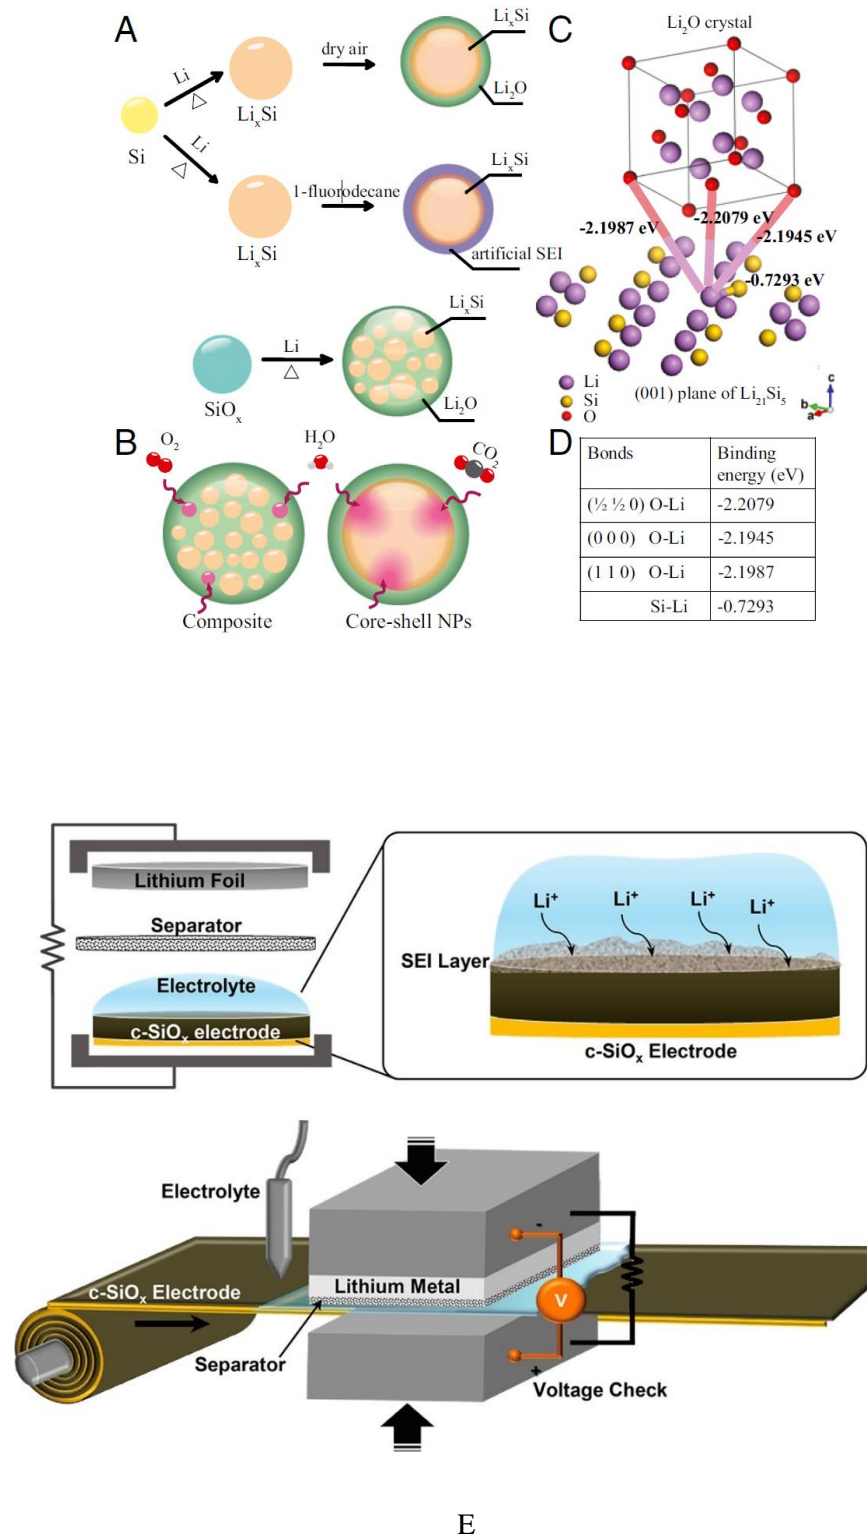 A
Li
△
LiₓSi
dry air
LiₓSi
Li₂O
Si
Li
△
LiₓSi
1-fluorodecane
LiₓSi
artificial SEI
SiOₓ
Li
△
LiₓSi
Li₂O
B
O₂
H₂O
CO₂
Composite
Core-shell NPs
C
Li₂O crystal
-2.1987 eV
-2.2079 eV
-2.1945 eV
-0.7293 eV
Li
Si
O
(001) plane of Li₂₁Si₅
c
b
a
D
Bonds Binding energy (eV)
(½ ½ 0) O-Li -2.2079
(0 0 0) O-Li -2.1945
(1 1 0) O-Li -2.1987
Si-Li -0.7293
Lithium Foil
Separator
Electrolyte
c-SiOₓ electrode
Li⁺ Li⁺ Li⁺ Li⁺
SEI Layer
c-SiOₓ Electrode
Electrolyte
c-SiOₓ Electrode
Lithium Metal
Separator
-
V
+
Voltage Check
E